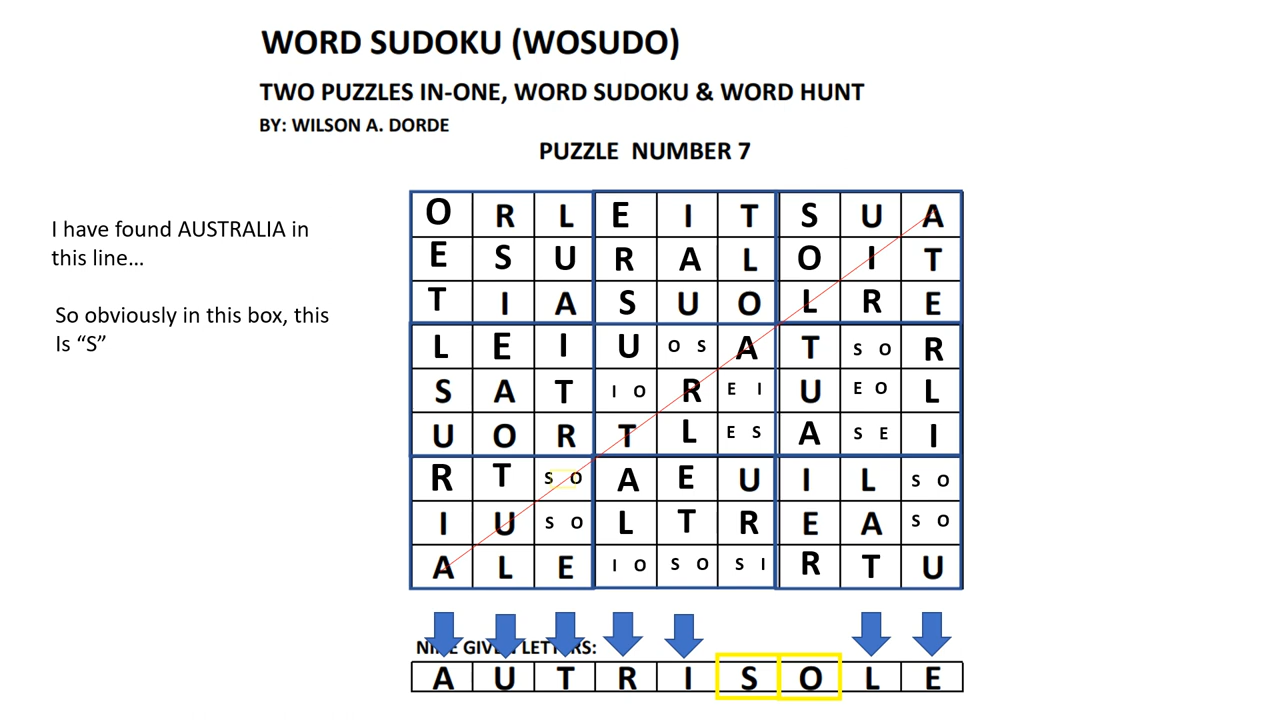 WORD SUDOKU (WOSUDO)
TWO PUZZLES IN-ONE, WORD SUDOKU & WORD HUNT
BY: WILSON A. DORDE
PUZZLE NUMBER 7
I have found AUSTRALIA in
this line...
So obviously in this box, this
Is "S"
O R L E I T S U A
E S U R A L O I T
T I A S U O L R E
L E I U O S A T S O R
S A T I O R E I U E O L
U O R T L E S A S E I
R T S O A E U I L S O
I U S O L T R E A S O
A L E I O S O S I R T U
NINE GIVEN LETTERS:
A U T R I S O L E